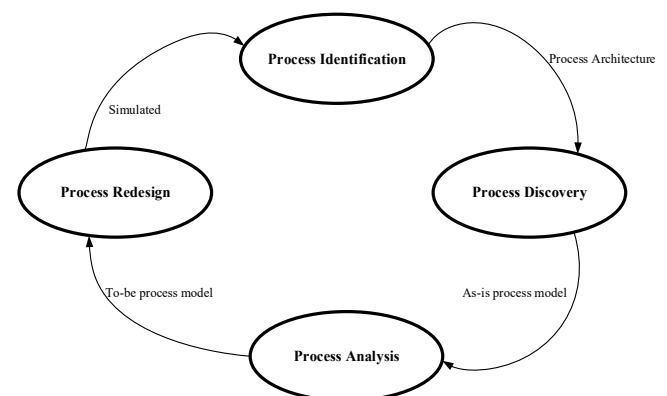 Process Identification
Process Architecture
Simulated
Process Redesign
Process Discovery
To-be process model
As-is process model
Process Analysis